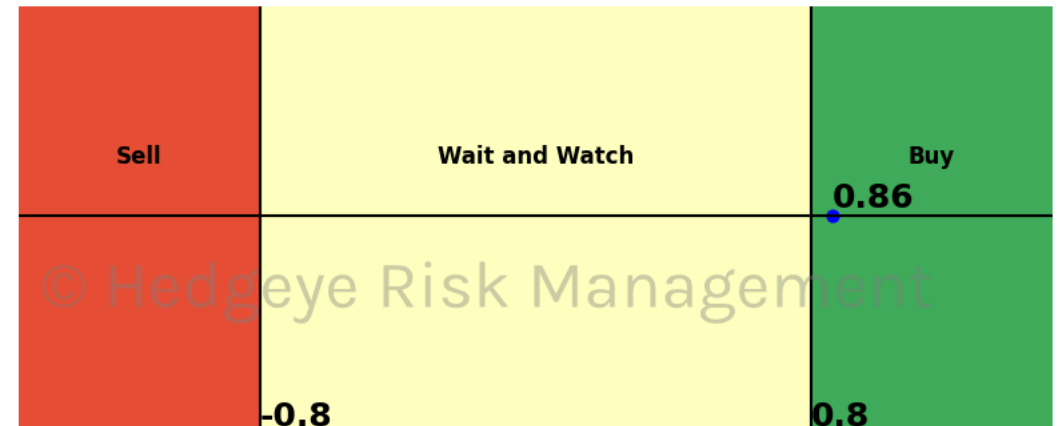 Sell
Wait and Watch
Buy
0.86
© Hedgeye Risk Management
-0.8
0.8